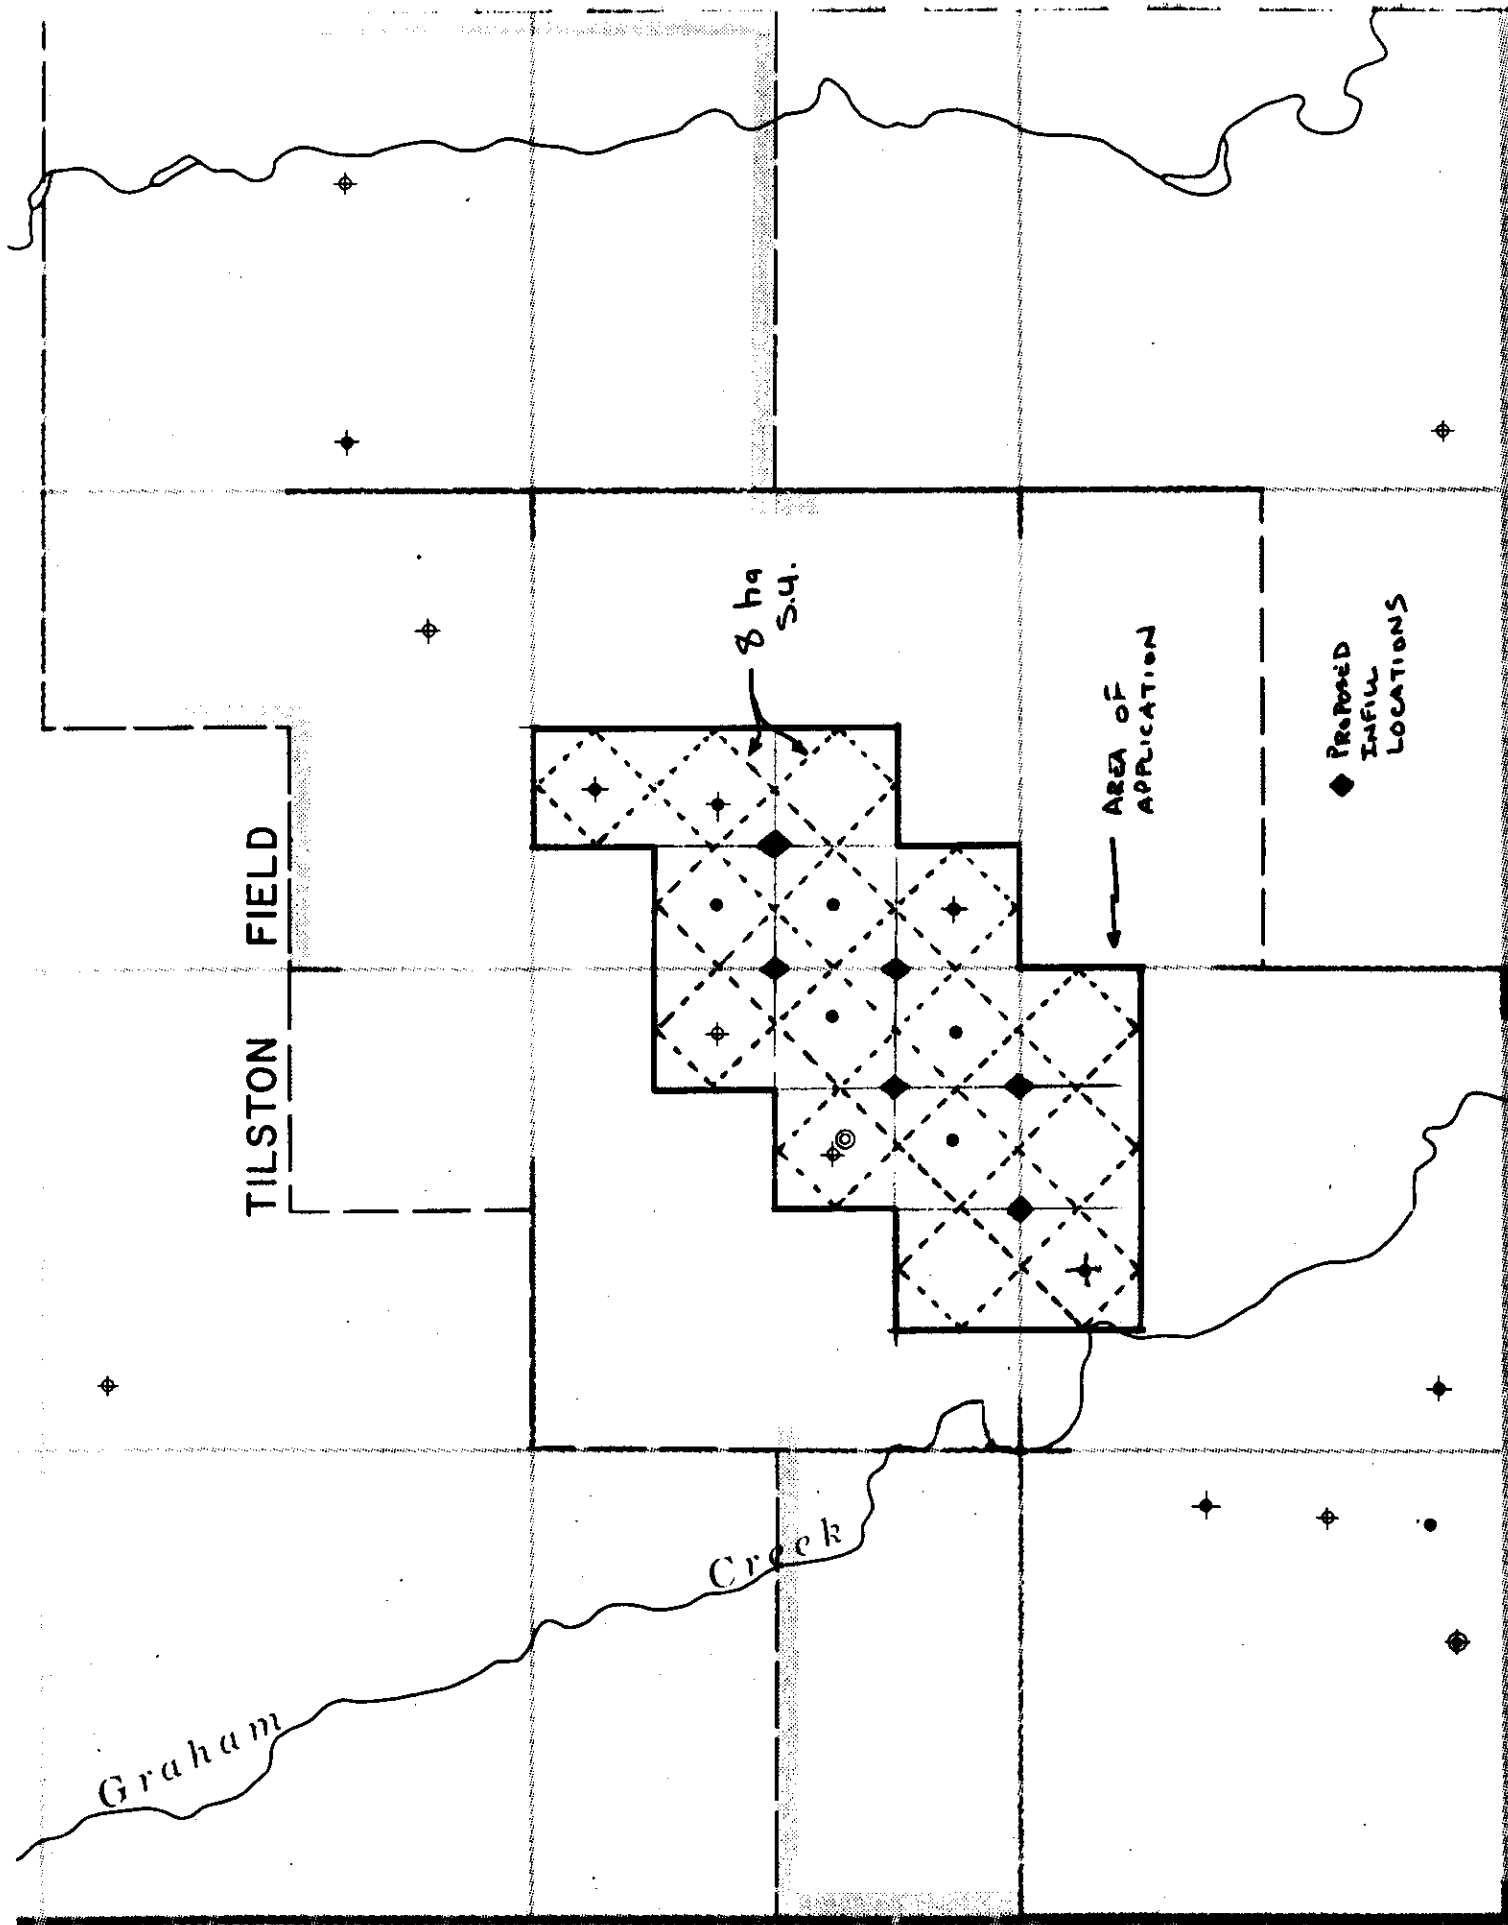 TILSTON FIELD
8 ha
S.U.
AREA OF
APPLICATION
PROPOSED
INFILL
LOCATIONS
Graham Creek